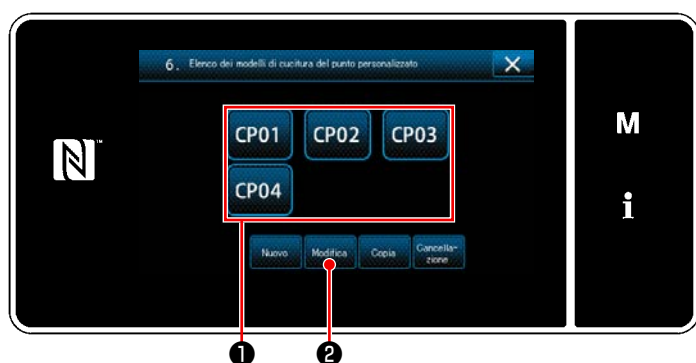 6. Elenco dei modelli di cucitura del punto personalizzato
CP01 CP02 CP03
CP04
Nuovo Modifica Copia Cancella-
zione
M
i
❶ ❷